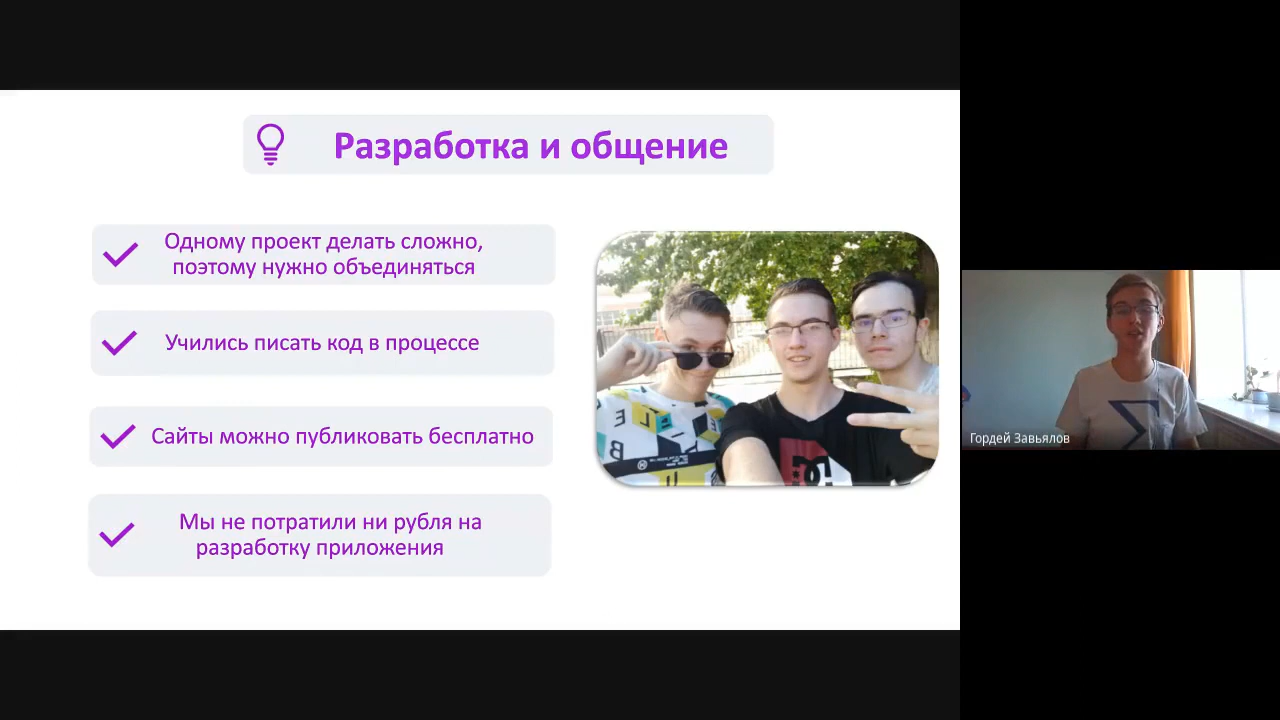 Разработка и общение
Одному проект делать сложно,
поэтому нужно объединяться
Учились писать код в процессе
Сайты можно публиковать бесплатно
Мы не потратили ни рубля на
разработку приложения
Гордей Завьялов